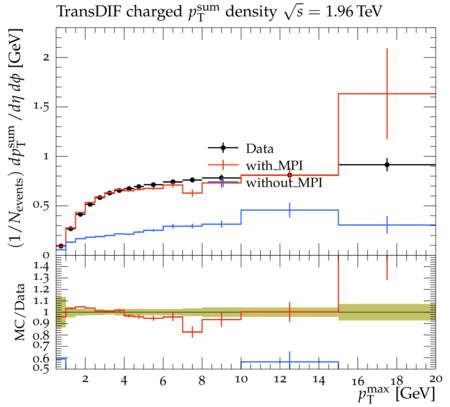 TransDIF charged p_T^sum density √s = 1.96 TeV
(1/N_events) dp_T^sum/dη dϕ [GeV]
2
1.5
1
0.5
0
Data
with_MPI
without_MPI
MC/Data
1.4
1.3
1.2
1.1
1
0.9
0.8
0.7
0.6
0.5
2 4 6 8 10 12 14 16 18 20
p_T^max [GeV]